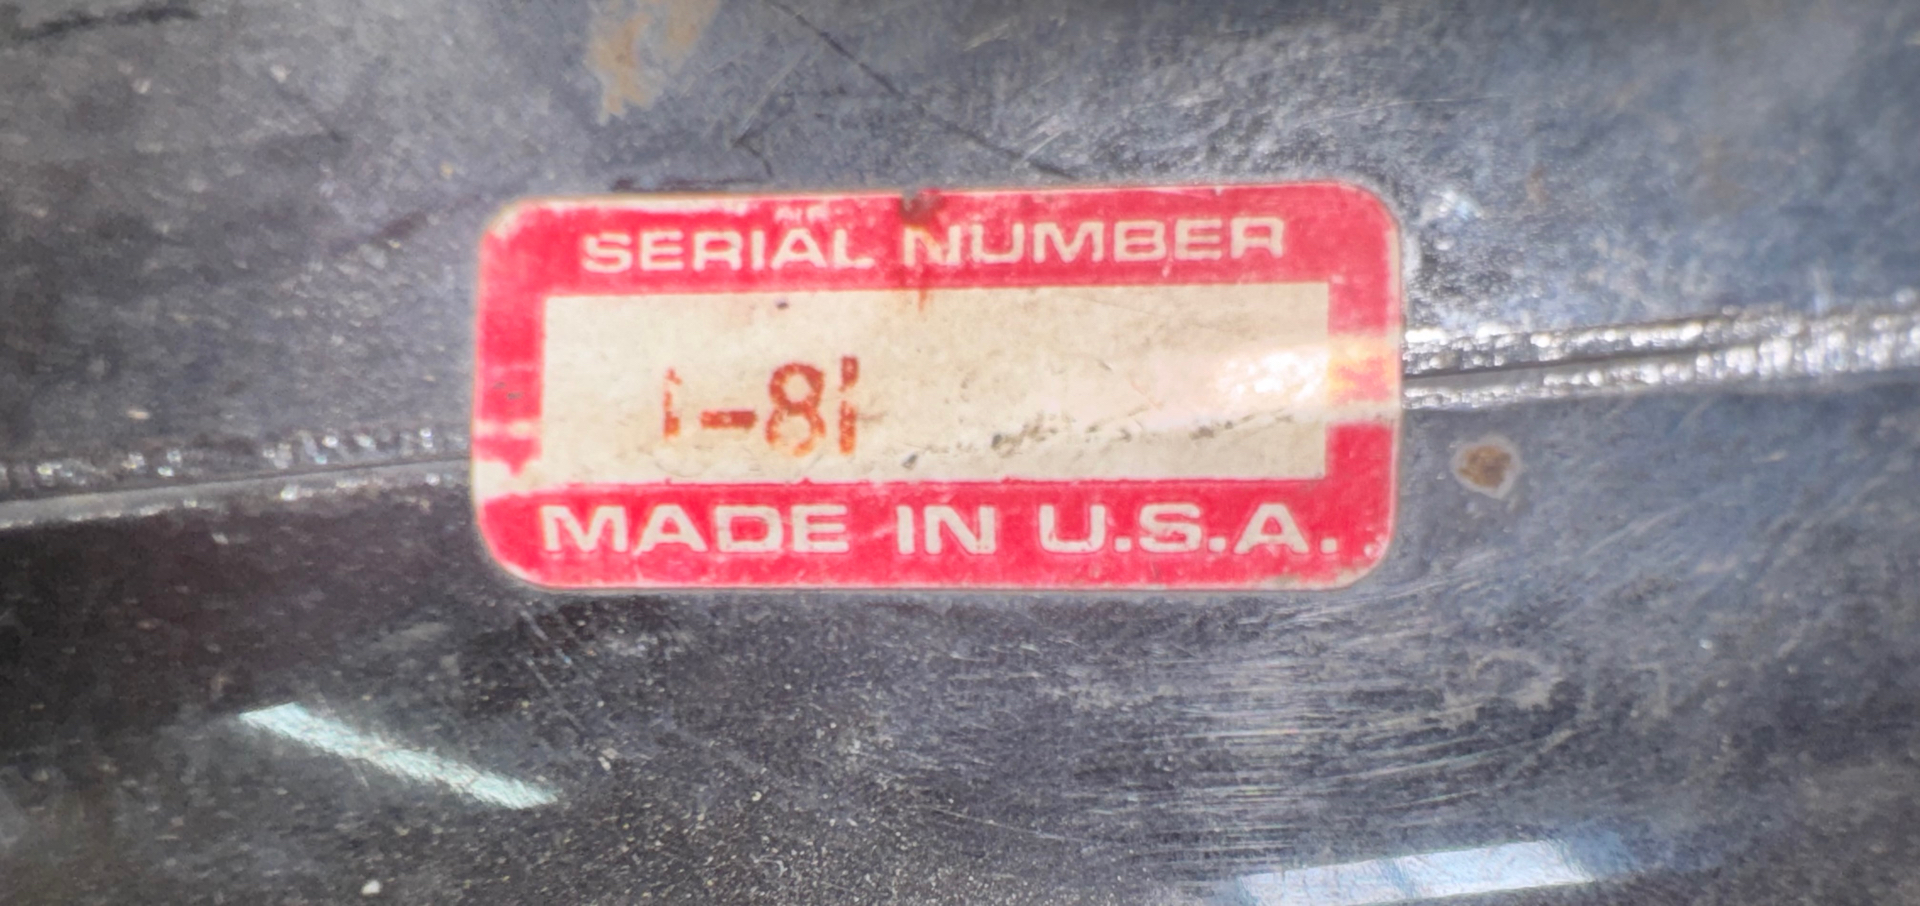 SERIAL NUMBER
1-81
MADE IN U.S.A.